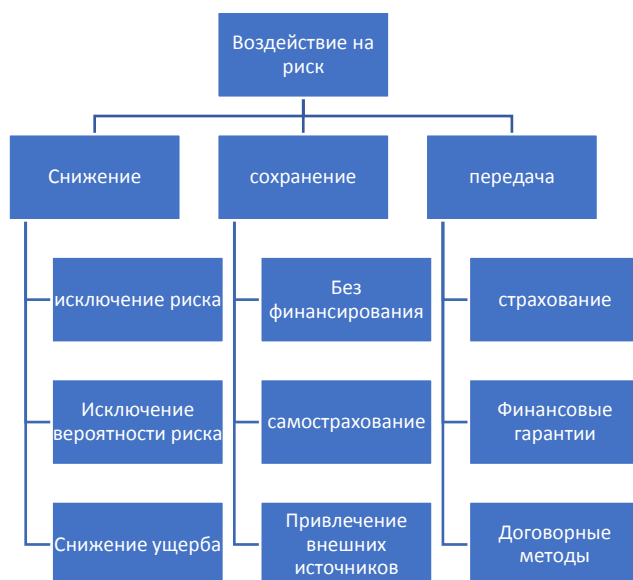 Воздействие на
риск
Снижение
сохранение
передача
исключение риска
Без
финансирования
страхование
Исключение
вероятности риска
самострахование
Финансовые
гарантии
Снижение ущерба
Привлечение
внешних
источников
Договорные
методы